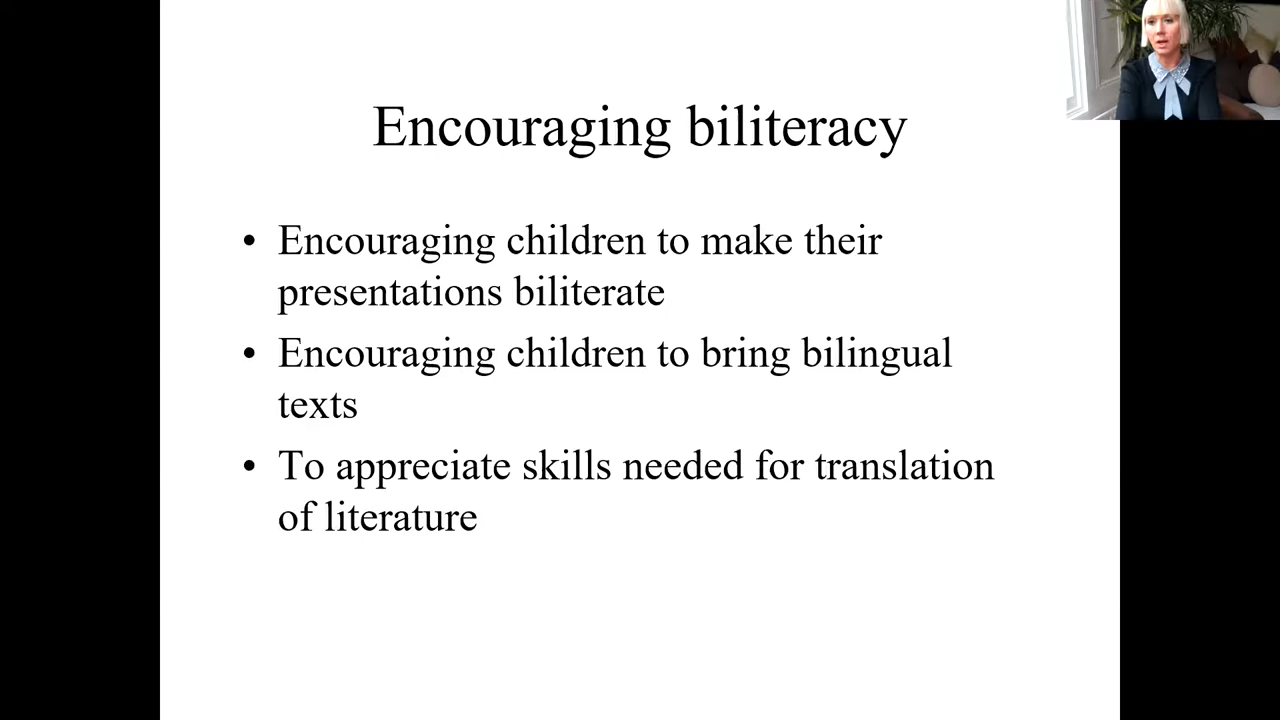 Encouraging biliteracy
• Encouraging children to make their
presentations biliterate
• Encouraging children to bring bilingual
texts
• To appreciate skills needed for translation
of literature